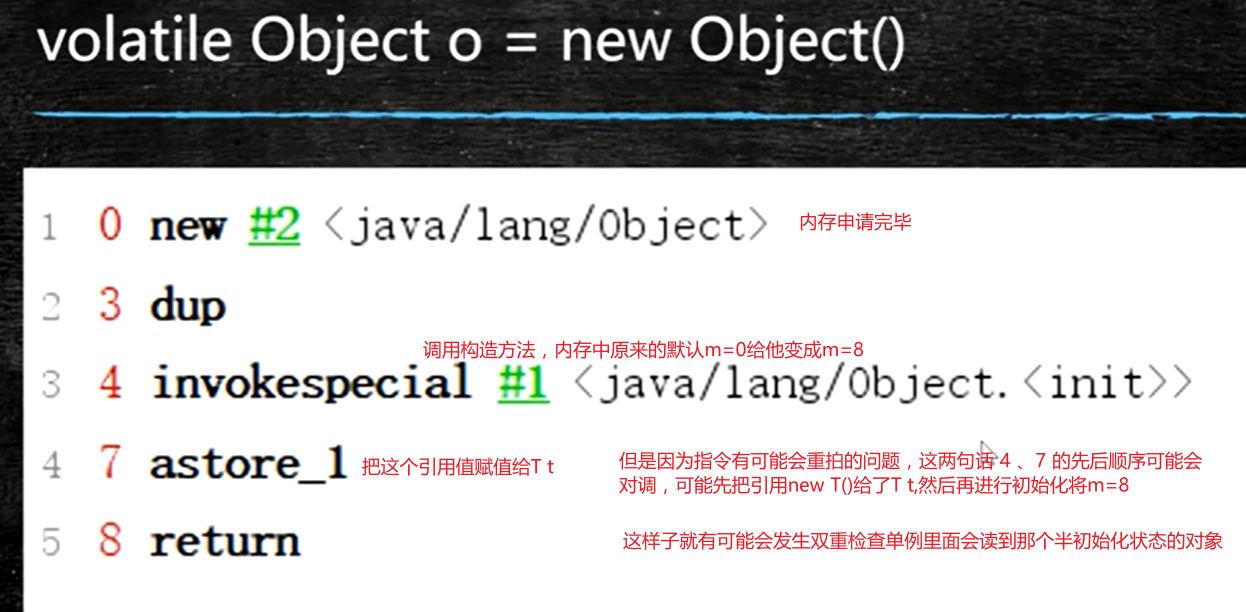 volatile Object o = new Object()
1 0 new #2 <java/lang/Object> 内存申请完毕
2 3 dup
调用构造方法，内存中原来的默认m=0给他变成m=8
3 4 invokespecial #1 <java/lang/Object.<init>>
4 7 astore_1 把这个引用值赋值给T t
但是因为指令有可能会重拍的问题，这两句话４、７的先后顺序可能会
对调，可能先把引用new T()给了T t,然后再进行初始化将m=8
5 8 return
这样子就有可能会发生双重检查单例里面会读到那个半初始化状态的对象